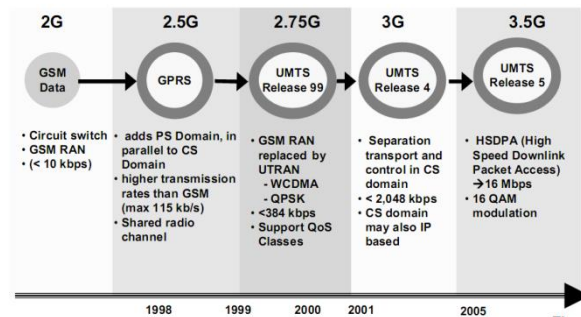 2G
2.5G
2.75G
3G
3.5G
GSM
Data
GPRS
UMTS
Release 99
UMTS
Release 4
UMTS
Release 5
• Circuit switch
• GSM RAN
• (< 10 kbps)
• adds PS Domain, in
parallel to CS
Domain
• higher transmission
rates than GSM
(max 115 kb/s)
• Shared radio
channel
• GSM RAN
replaced by
UTRAN
- WCDMA
- QPSK
• <384 kbps
• Support QoS
Classes
• Separation
transport and
control in CS
domain
• < 2,048 kbps
• CS domain
may also IP
based
• HSDPA (High
Speed Downlink
Packet Access)
→16 Mbps
• 16 QAM
modulation
1998
1999
2000
2001
2005